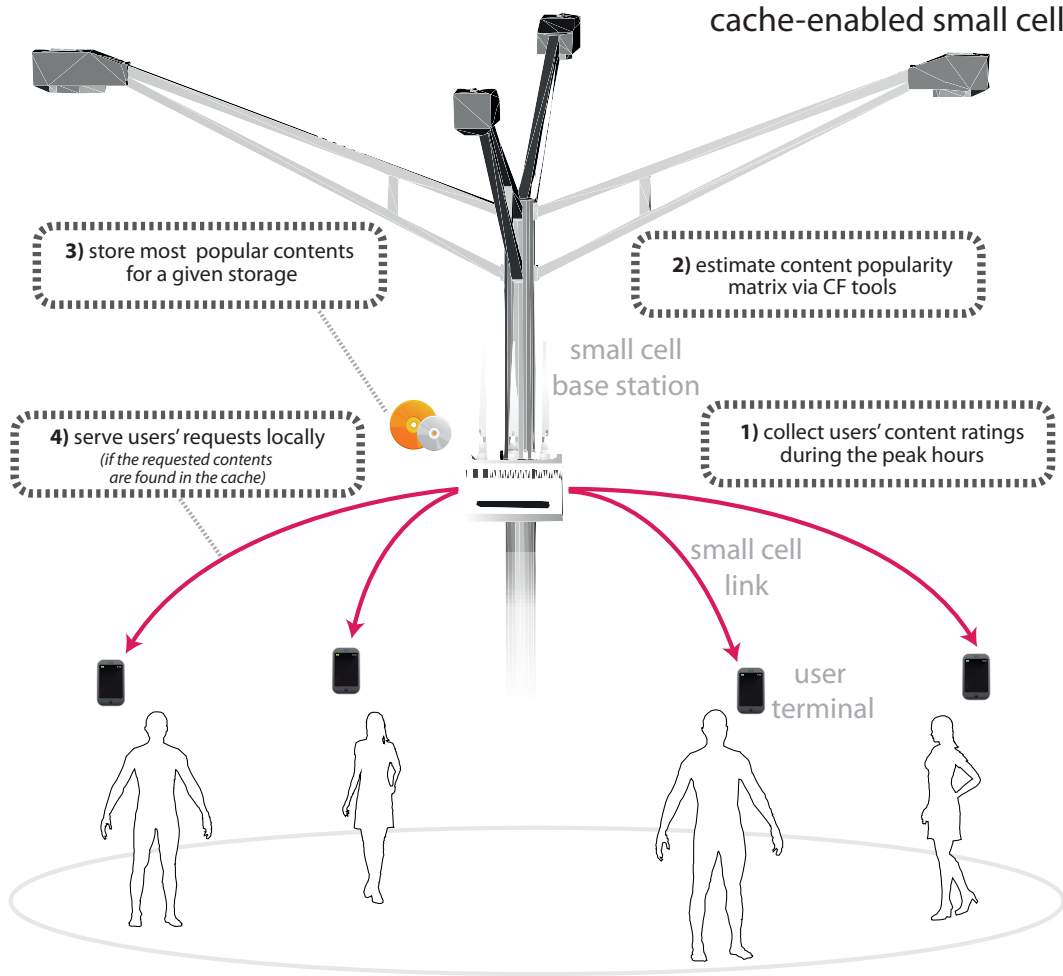 cache-enabled small cell
3) store most popular contents
for a given storage
2) estimate content popularity
matrix via CF tools
small cell
base station
4) serve users' requests locally
(if the requested contents
are found in the cache)
1) collect users' content ratings
during the peak hours
small cell
link
user
terminal